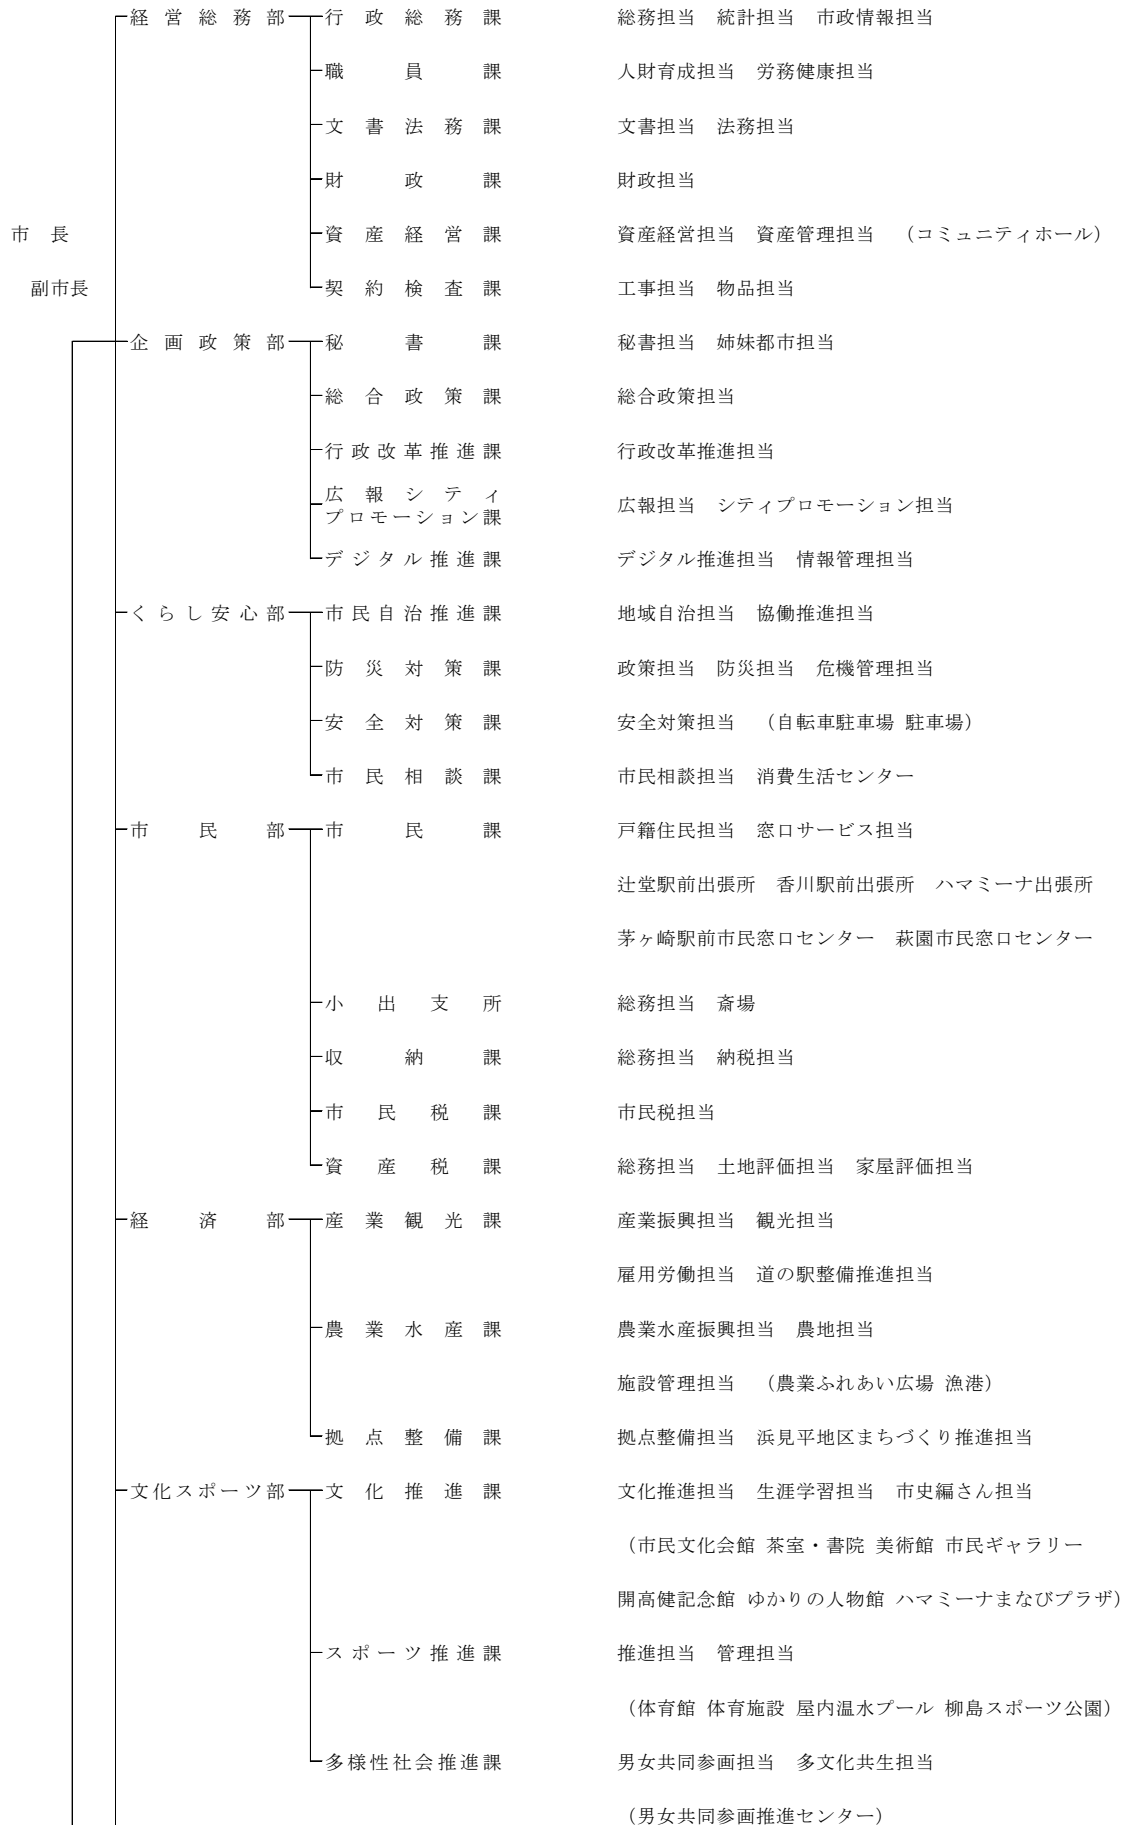 経営総務部 行政総務課 総務担当 統計担当 市政情報担当
職員課 人財育成担当 労務健康担当
文書法務課 文書担当 法務担当
財政課 財政担当
市長 資産経営課 資産経営担当 資産管理担当 （コミュニティホール）
副市長 契約検査課 工事担当 物品担当
企画政策部 秘書課 秘書担当 姉妹都市担当
総合政策課 総合政策担当
行政改革推進課 行政改革推進担当
広報シティ
プロモーション課 広報担当 シティプロモーション担当
デジタル推進課 デジタル推進担当 情報管理担当
くらし安心部 市民自治推進課 地域自治担当 協働推進担当
防災対策課 政策担当 防災担当 危機管理担当
安全対策課 安全対策担当 （自転車駐車場 駐車場）
市民相談課 市民相談担当 消費生活センター
市民部 市民課 戸籍住民担当 窓口サービス担当
辻堂駅前出張所 香川駅前出張所 ハマミーナ出張所
茅ヶ崎駅前市民窓口センター 萩園市民窓口センター
小出支所 総務担当 斎場
収納課 総務担当 納税担当
市民税課 市民税担当
資産税課 総務担当 土地評価担当 家屋評価担当
経済部 産業観光課 産業振興担当 観光担当
雇用労働担当 道の駅整備推進担当
農業水産課 農業水産振興担当 農地担当
施設管理担当 （農業ふれあい広場 漁港）
拠点整備課 拠点整備担当 浜見平地区まちづくり推進担当
文化スポーツ部 文化推進課 文化推進担当 生涯学習担当 市史編さん担当
（市民文化会館 茶室・書院 美術館 市民ギャラリー
開高健記念館 ゆかりの人物館 ハマミーナまなびプラザ）
スポーツ推進課 推進担当 管理担当
（体育館 体育施設 屋内温水プール 柳島スポーツ公園）
多様性社会推進課 男女共同参画担当 多文化共生担当
（男女共同参画推進センター）